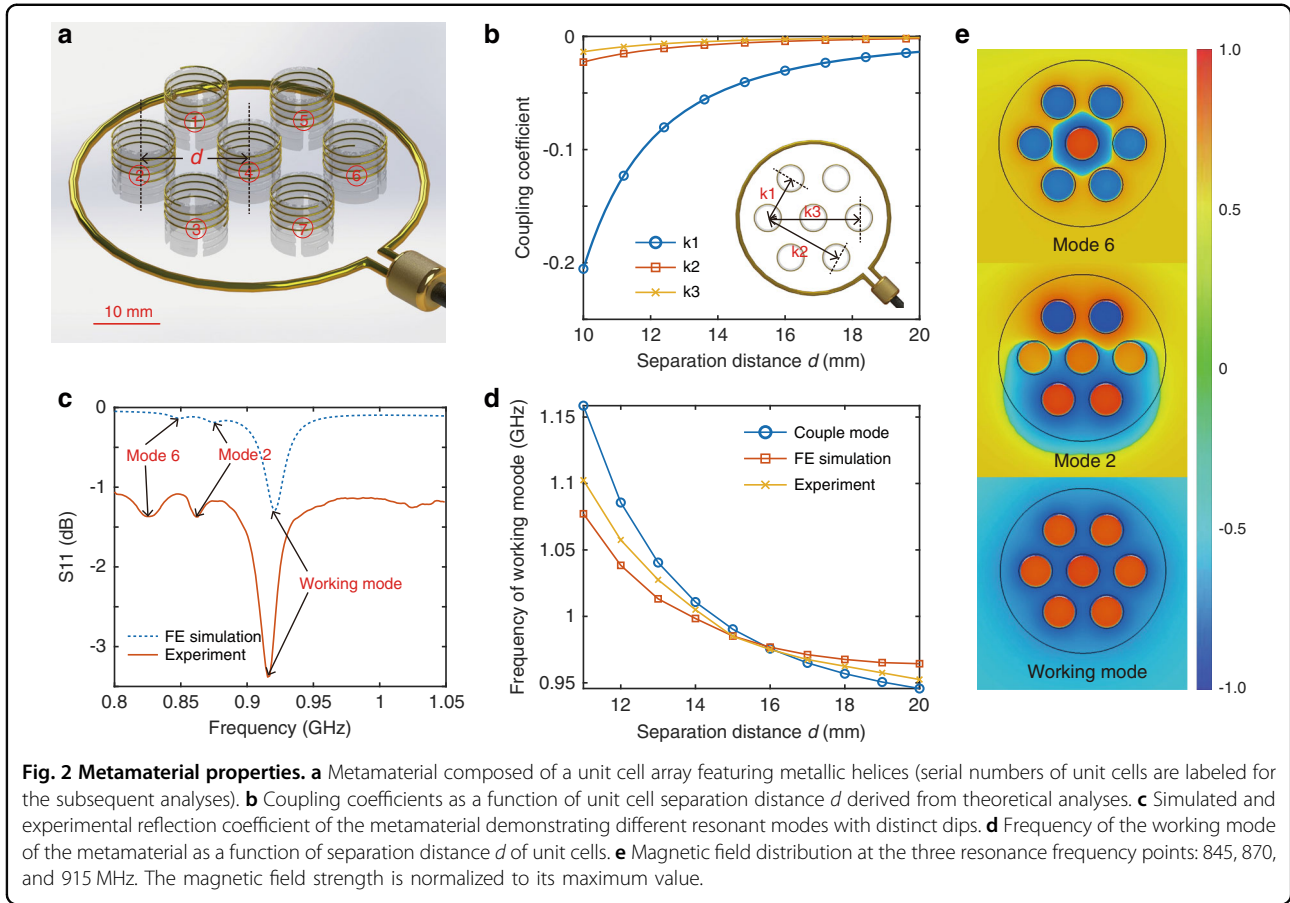 a
①
⑤
②
d
④
⑥
③
⑦
10 mm
b
0
-0.1
-0.2
Coupling coefficient
k1
k3
k2
k1
k2
k3
10
12
14
16
18
20
Separation distance d (mm)
c
0
-1
-2
-3
S11 (dB)
Mode 6
Mode 2
Working mode
FE simulation
Experiment
0.8
0.85
0.9
0.95
1
1.05
Frequency (GHz)
d
1.15
1.1
1.05
1
0.95
Frequency of working moode (GHz)
Couple mode
FE simulation
Experiment
12
14
16
18
20
Separation distance d (mm)
e
Mode 6
Mode 2
Working mode
1.0
0.5
0
-0.5
-1.0
Fig. 2 Metamaterial properties. a Metamaterial composed of a unit cell array featuring metallic helices (serial numbers of unit cells are labeled for
the subsequent analyses). b Coupling coefficients as a function of unit cell separation distance d derived from theoretical analyses. c Simulated and
experimental reflection coefficient of the metamaterial demonstrating different resonant modes with distinct dips. d Frequency of the working mode
of the metamaterial as a function of separation distance d of unit cells. e Magnetic field distribution at the three resonance frequency points: 845, 870,
and 915 MHz. The magnetic field strength is normalized to its maximum value.